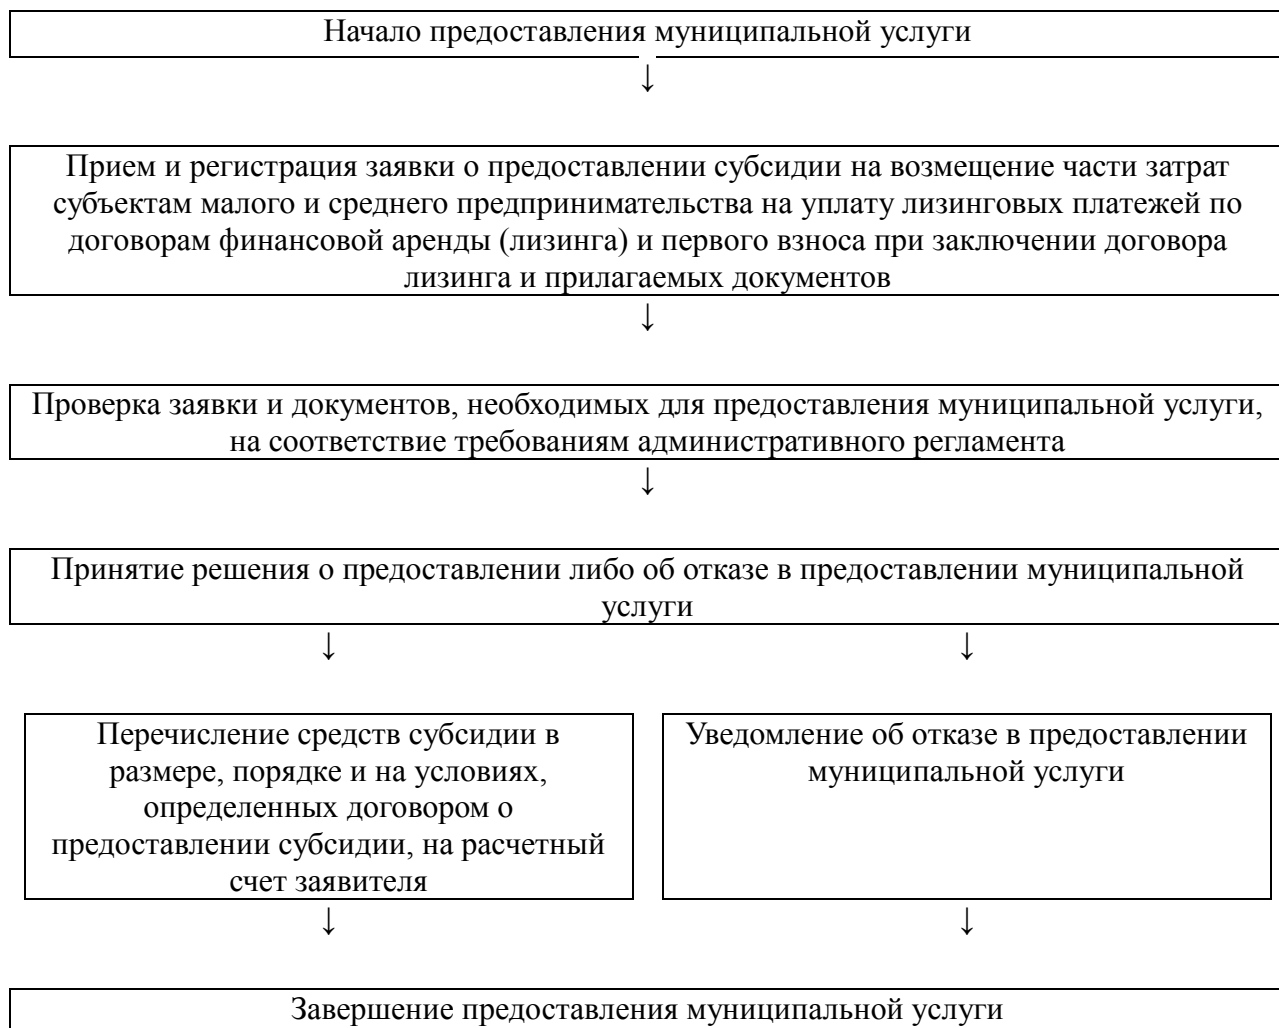 Начало предоставления муниципальной услуги
↓
Прием и регистрация заявки о предоставлении субсидии на возмещение части затрат
субъектам малого и среднего предпринимательства на уплату лизинговых платежей по
договорам финансовой аренды (лизинга) и первого взноса при заключении договора
лизинга и прилагаемых документов
↓
Проверка заявки и документов, необходимых для предоставления муниципальной услуги,
на соответствие требованиям административного регламента
↓
Принятие решения о предоставлении либо об отказе в предоставлении муниципальной
услуги
↓ ↓
Перечисление средств субсидии в
размере, порядке и на условиях,
определенных договором о
предоставлении субсидии, на расчетный
счет заявителя
Уведомление об отказе в предоставлении
муниципальной услуги
↓ ↓
Завершение предоставления муниципальной услуги